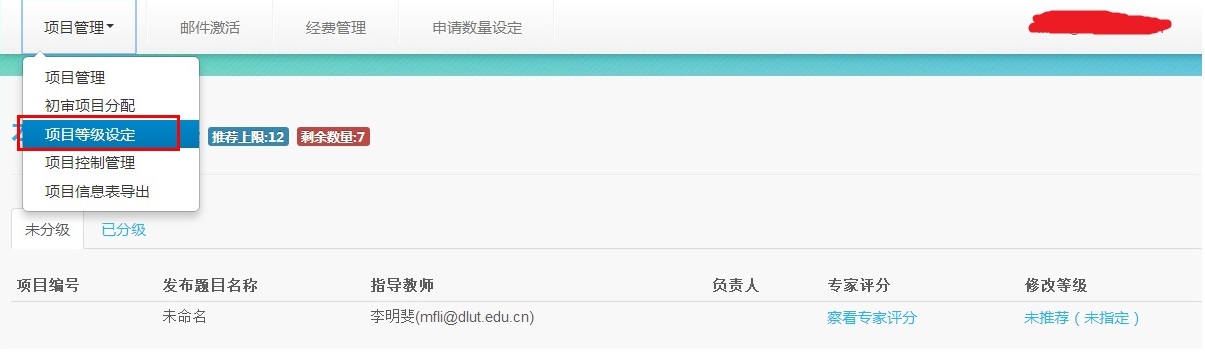 项目管理 邮件激活 经费管理 申请数量设定
项目管理
初审项目分配
项目等级设定 推荐上限:12 剩余数量:7
项目控制管理
项目信息表导出
未分级 已分级
项目编号 发布题目名称 指导教师 负责人 专家评分 修改等级
未命名 李明斐(mfli@dlut.edu.cn) 察看专家评分 未推荐（未指定）